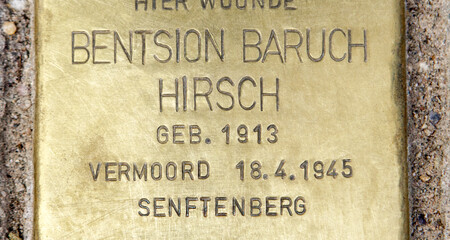 HIER WOONDE
BENTSION BARUCH
HIRSCH
GEB. 1913
VERMOORD 18.4.1945
SENFTENBERG